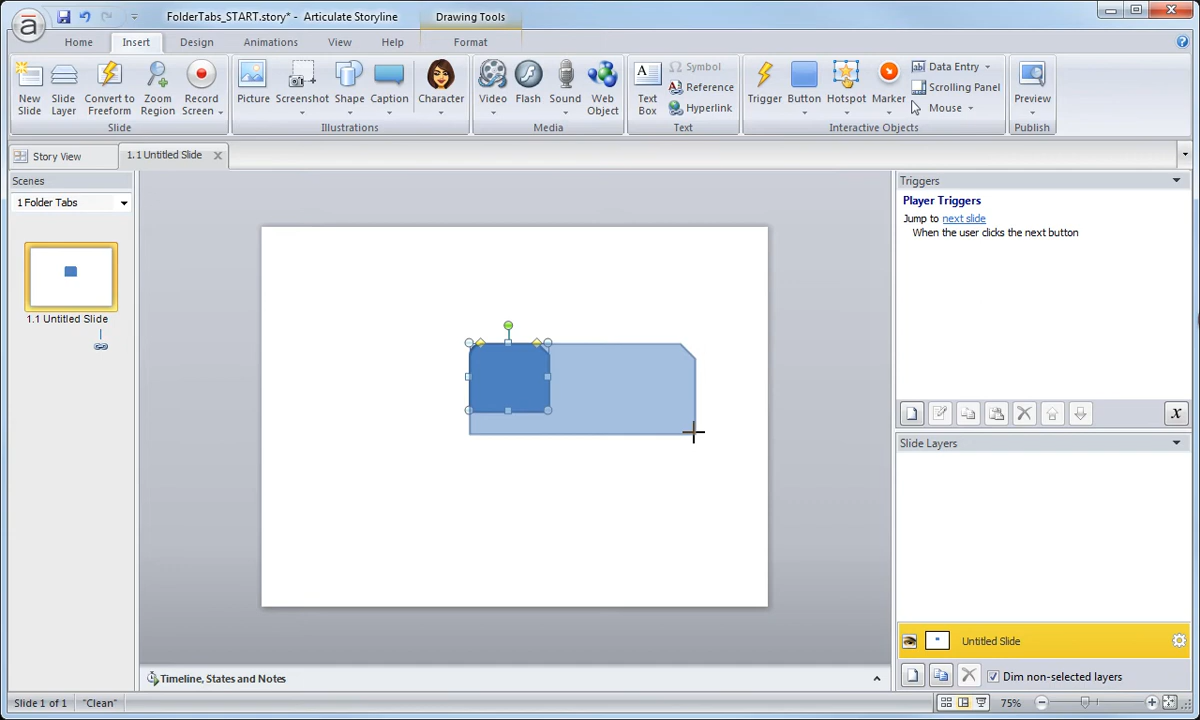 FolderTabs_START.story* - Articulate Storyline
Drawing Tools
Home
Insert
Design
Animations
View
Help
Format
New Slide
Slide Layer
Convert to Freeform
Zoom Region
Record Screen
Picture
Screenshot
Shape
Caption
Character
Video
Flash
Sound
Web Object
Text Box
Symbol
Reference
Hyperlink
Trigger
Button
Hotspot
Marker
Data Entry
Scrolling Panel
Mouse
Preview
Slide
Illustrations
Media
Text
Interactive Objects
Publish
Story View
1.1 Untitled Slide
Scenes
1 Folder Tabs
1.1 Untitled Slide
Triggers
Player Triggers
Jump to next slide
When the user clicks the next button
x
Slide Layers
Untitled Slide
Dim non-selected layers
Timeline, States and Notes
Slide 1 of 1
"Clean"
75%